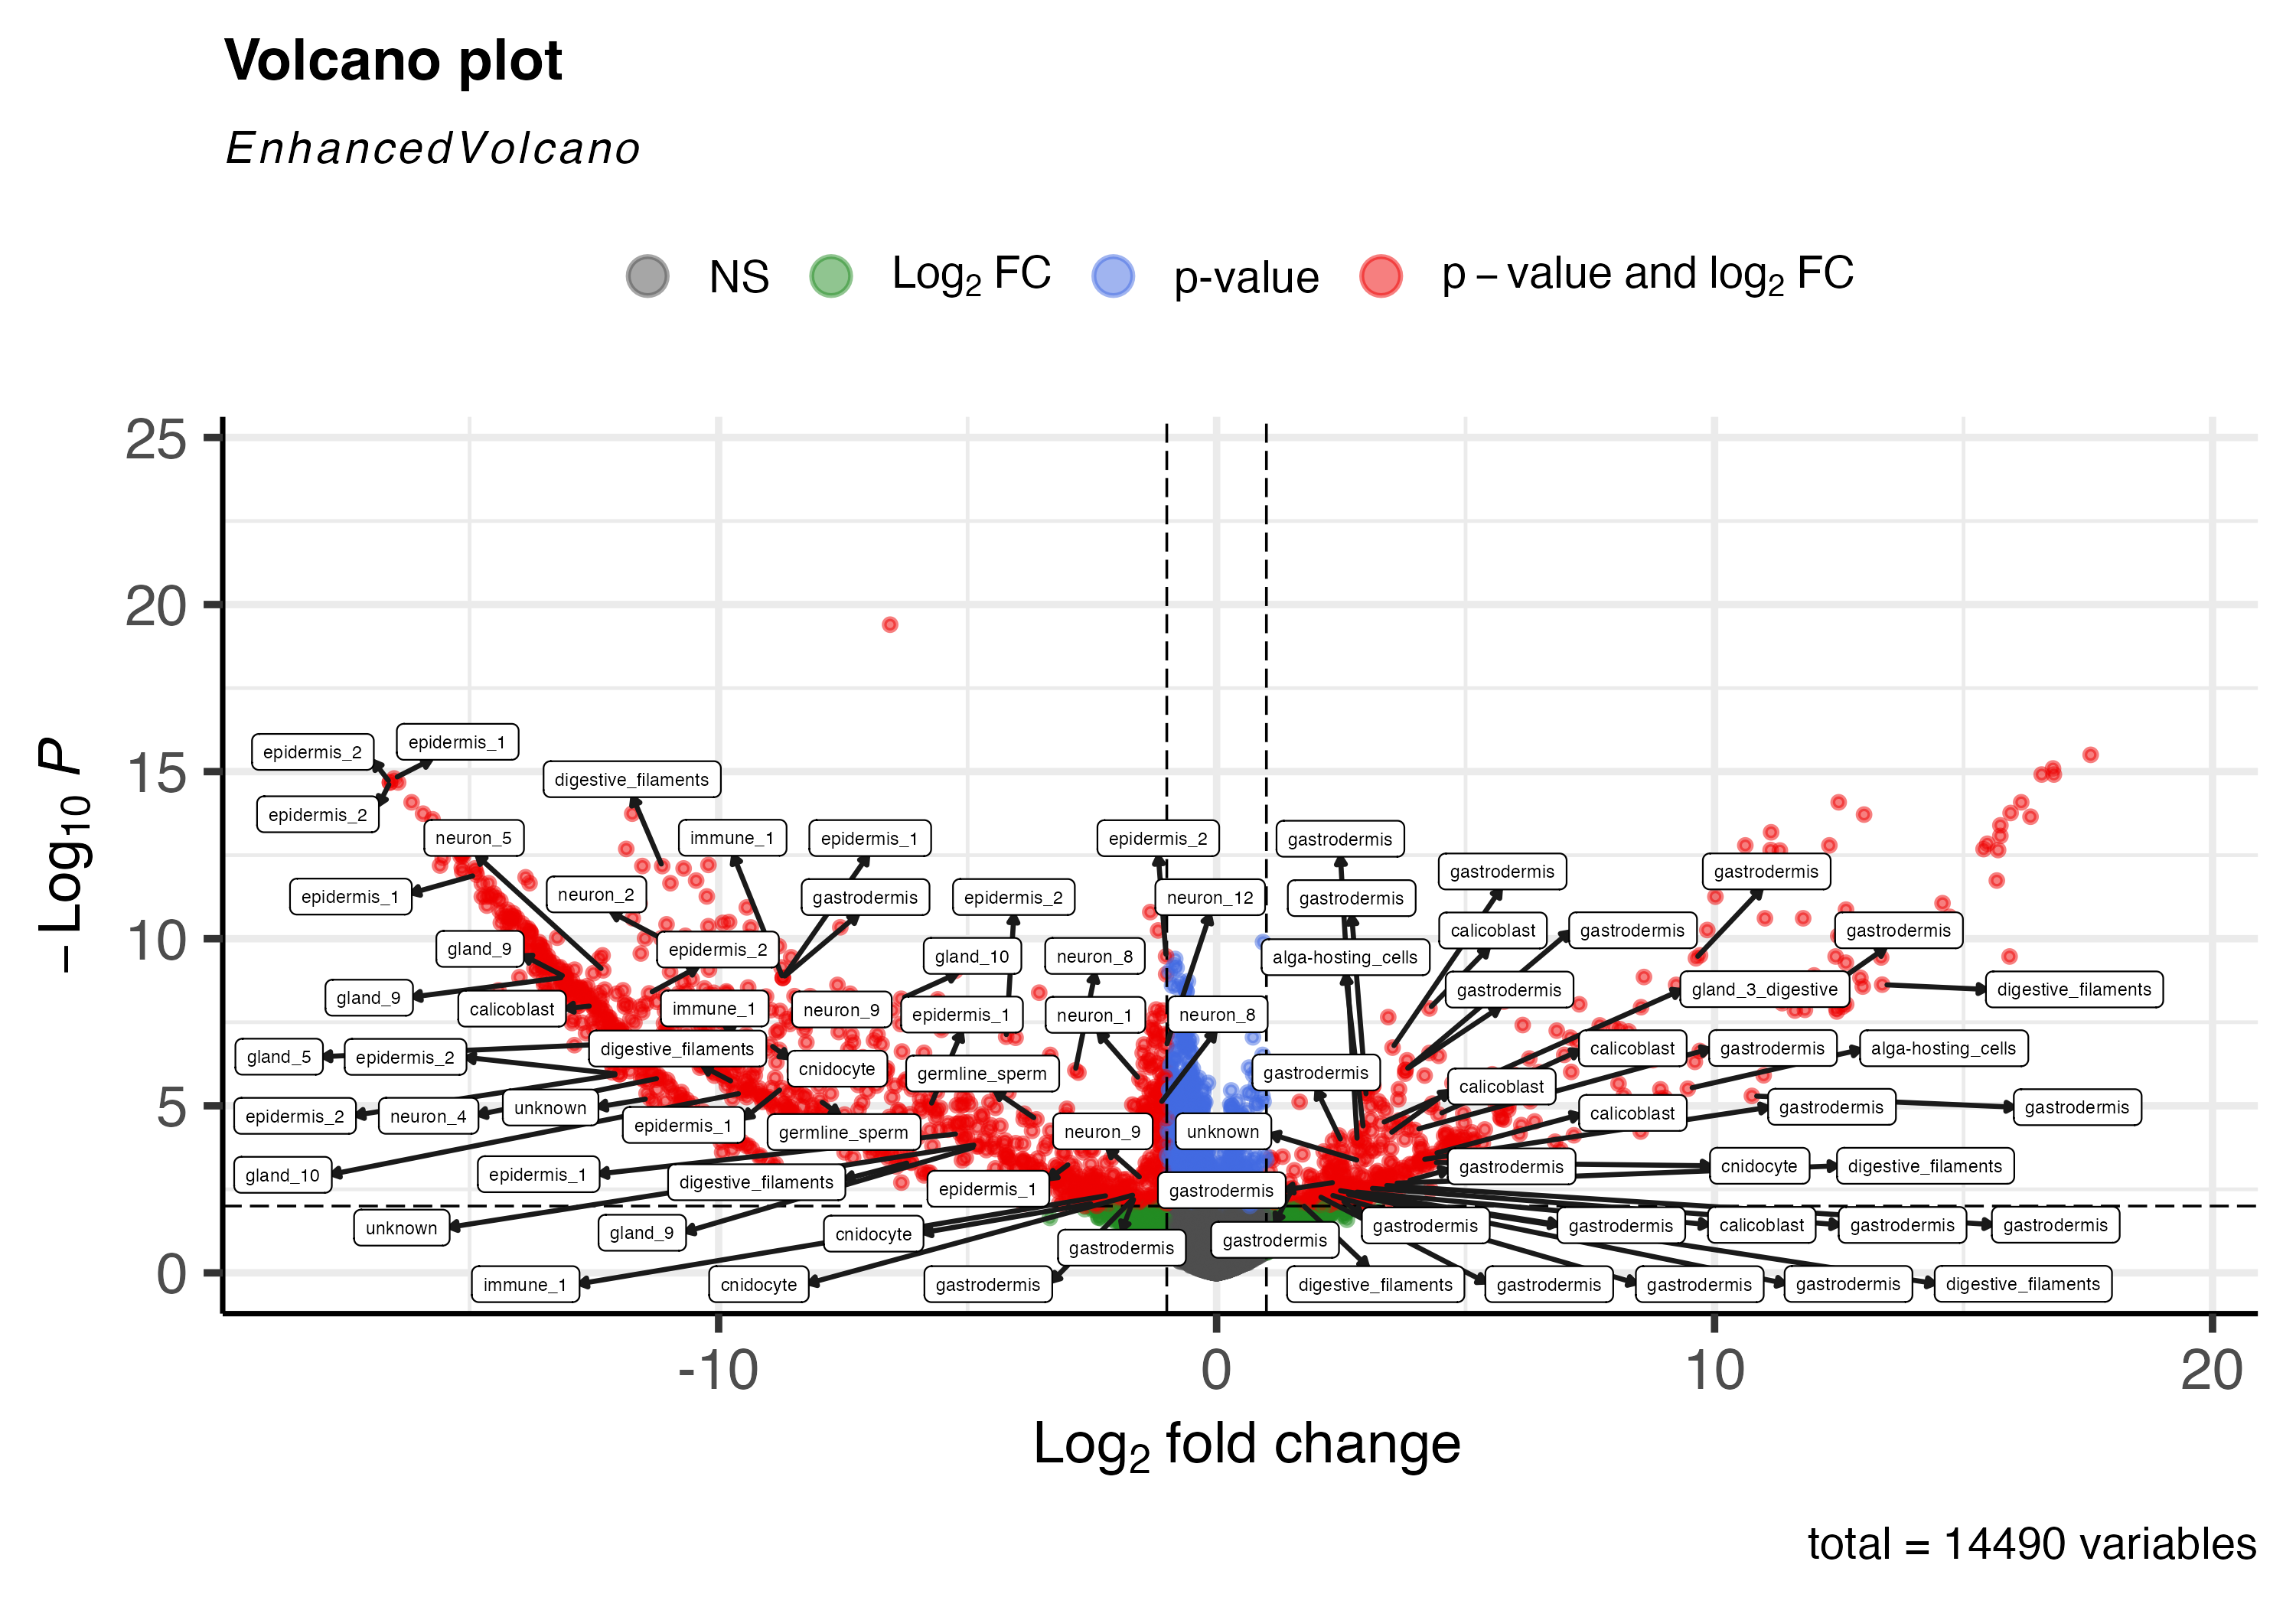 Volcano plot
EnhancedVolcano
NS Log2 FC p-value p – value and log2 FC
–Log10 P
25
20
15
10
5
0
epidermis_1
epidermis_2
digestive_filaments
epidermis_2
neuron_5
immune_1
epidermis_1
epidermis_2
gastrodermis
gastrodermis
gastrodermis
epidermis_1
neuron_2
gastrodermis
epidermis_2
neuron_12
gastrodermis
calicoblast
gastrodermis
gastrodermis
gland_9
epidermis_2
gland_10
neuron_8
alga-hosting_cells
gland_9
calicoblast
immune_1
neuron_9
epidermis_1
neuron_1
neuron_8
gastrodermis
gland_3_digestive
digestive_filaments
gland_5
epidermis_2
digestive_filaments
cnidocyte
germline_sperm
gastrodermis
calicoblast
gastrodermis
alga-hosting_cells
calicoblast
epidermis_2
neuron_4
unknown
epidermis_1
germline_sperm
neuron_9
unknown
calicoblast
gastrodermis
gastrodermis
gland_10
epidermis_1
digestive_filaments
epidermis_1
gastrodermis
gastrodermis
cnidocyte
digestive_filaments
unknown
gland_9
cnidocyte
gastrodermis
gastrodermis
gastrodermis
gastrodermis
calicoblast
gastrodermis
gastrodermis
immune_1
cnidocyte
gastrodermis
digestive_filaments
gastrodermis
gastrodermis
gastrodermis
digestive_filaments
-10 0 10 20
Log2 fold change
total = 14490 variables